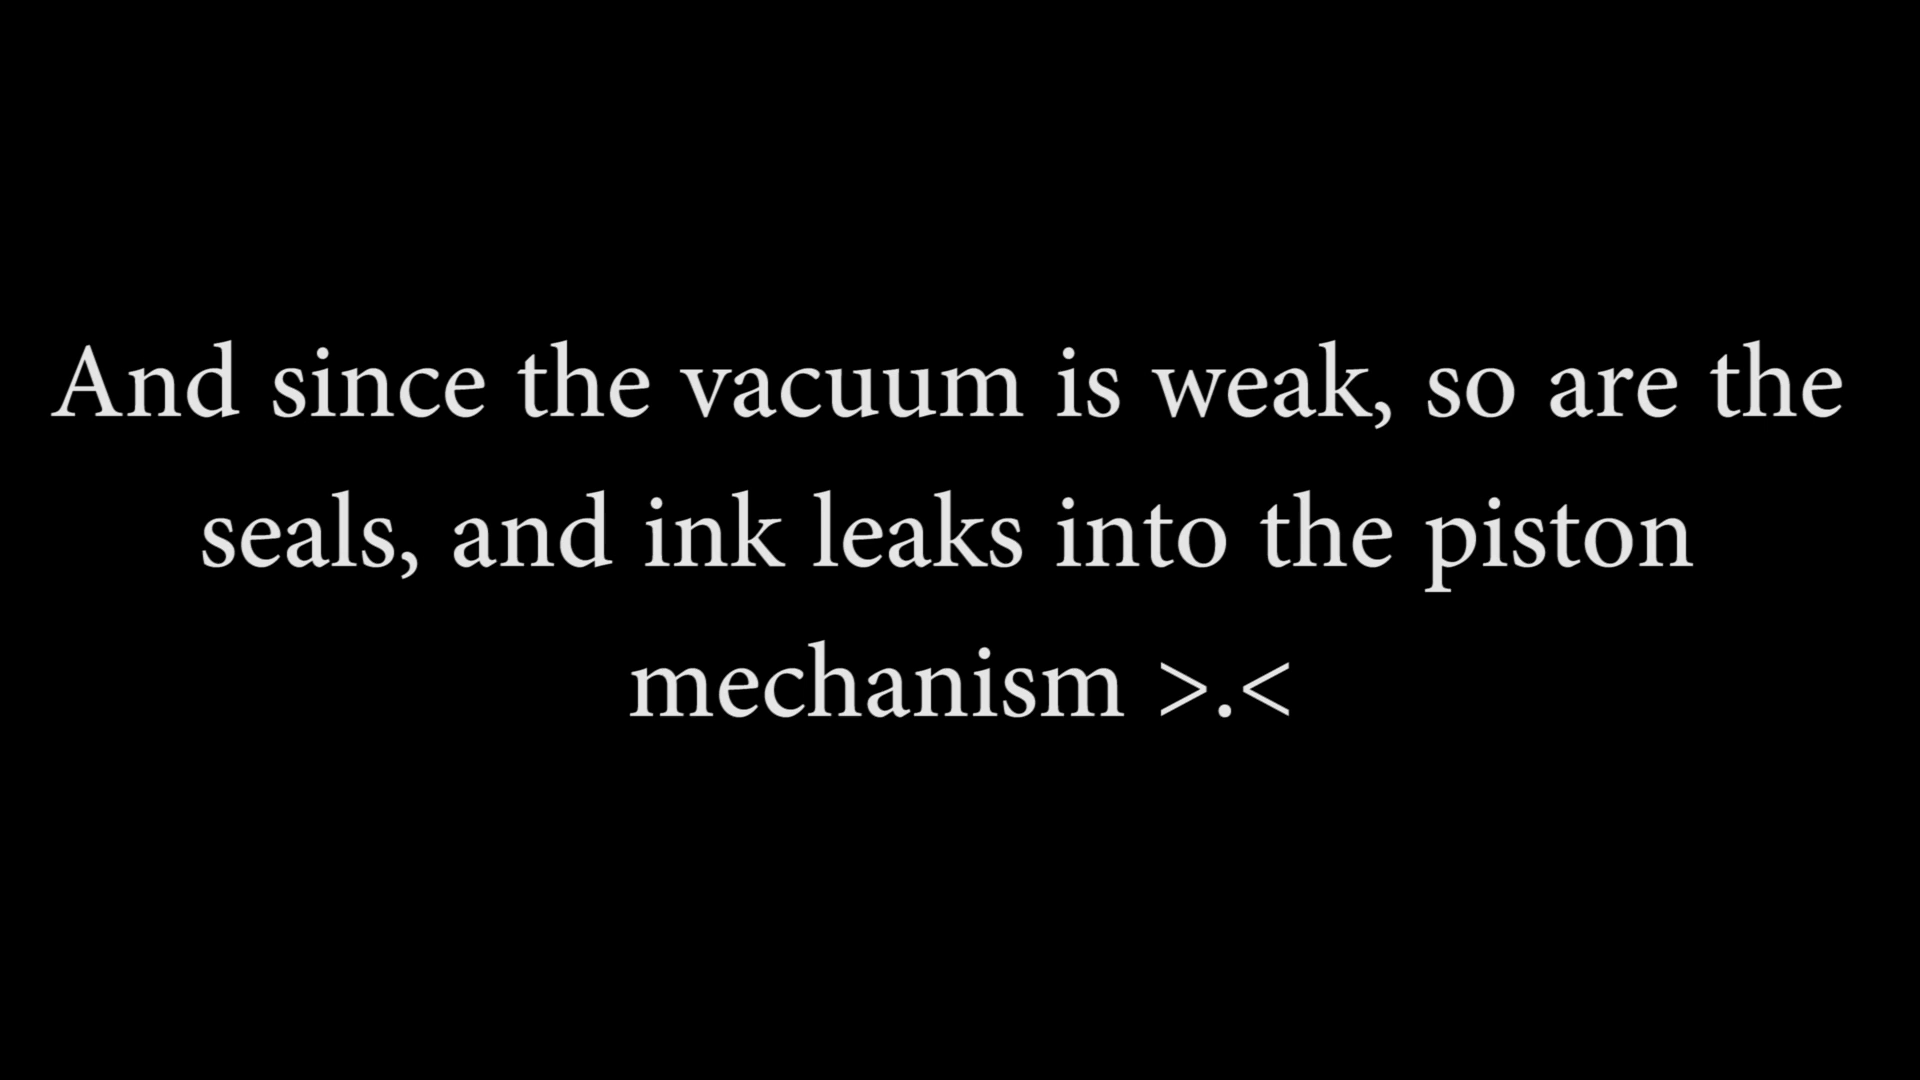 And since the vacuum is weak, so are the
seals, and ink leaks into the piston
mechanism >.<